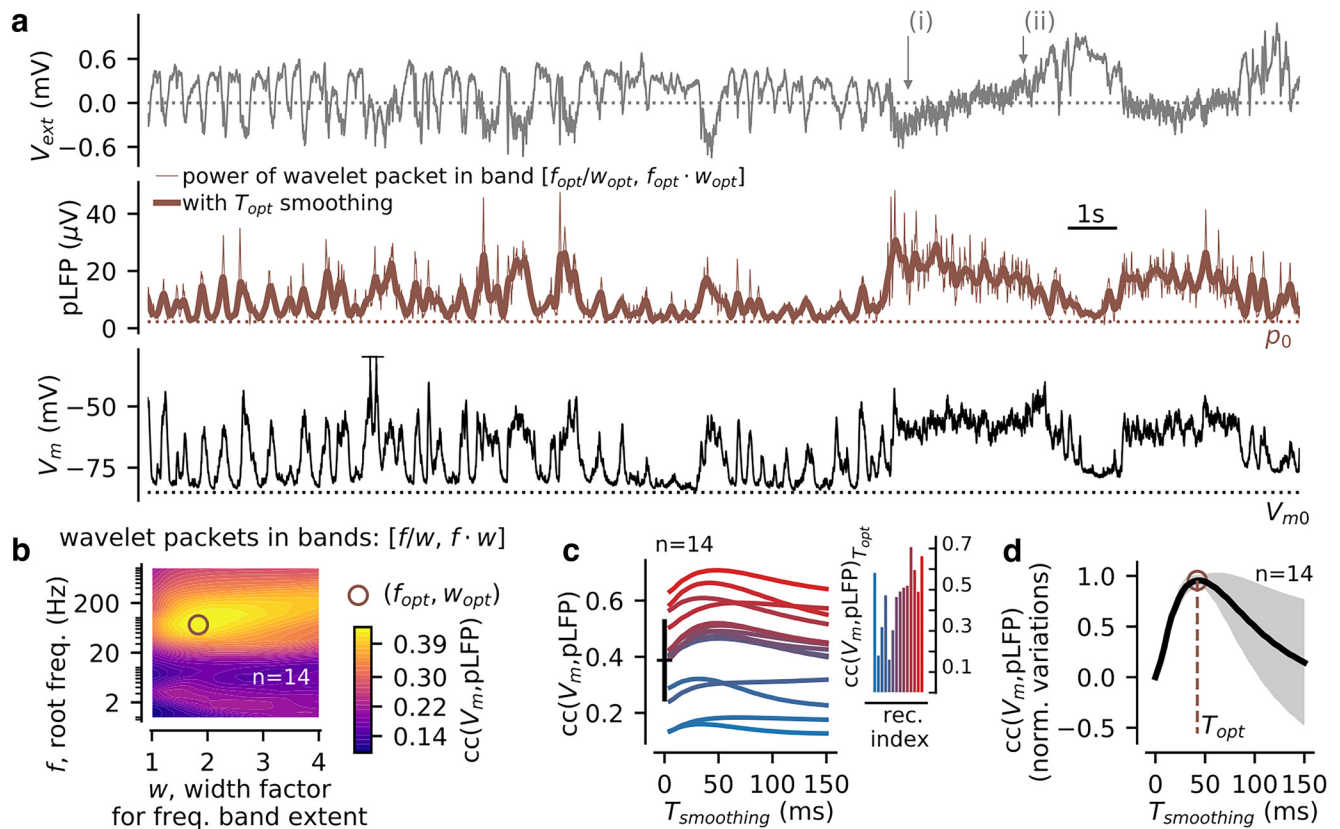 a
(i)
(ii)
V_ext (mV)
0.6
0.0
−0.6
power of wavelet packet in band [f_opt/w_opt, f_opt · w_opt]
with T_opt smoothing
1s
pLFP (μV)
40
20
0
p_0
V_m (mV)
−50
−75
V_m0
b
wavelet packets in bands: [f/w, f · w]
f, root freq. (Hz)
200
20
2
n=14
1
2
3
4
w, width factor
for freq. band extent
(f_opt, w_opt)
0.39
0.30
0.22
0.14
cc(V_m,pLFP)
c
n=14
cc(V_m,pLFP)
0.6
0.4
0.2
0
50
100
150
T_smoothing (ms)
cc(V_m,pLFP)_T_opt
0.7
0.5
0.3
0.1
rec.
index
d
n=14
cc(V_m,pLFP)
(norm. variations)
1.0
0.5
0.0
−0.5
T_opt
0
50
100
150
T_smoothing (ms)